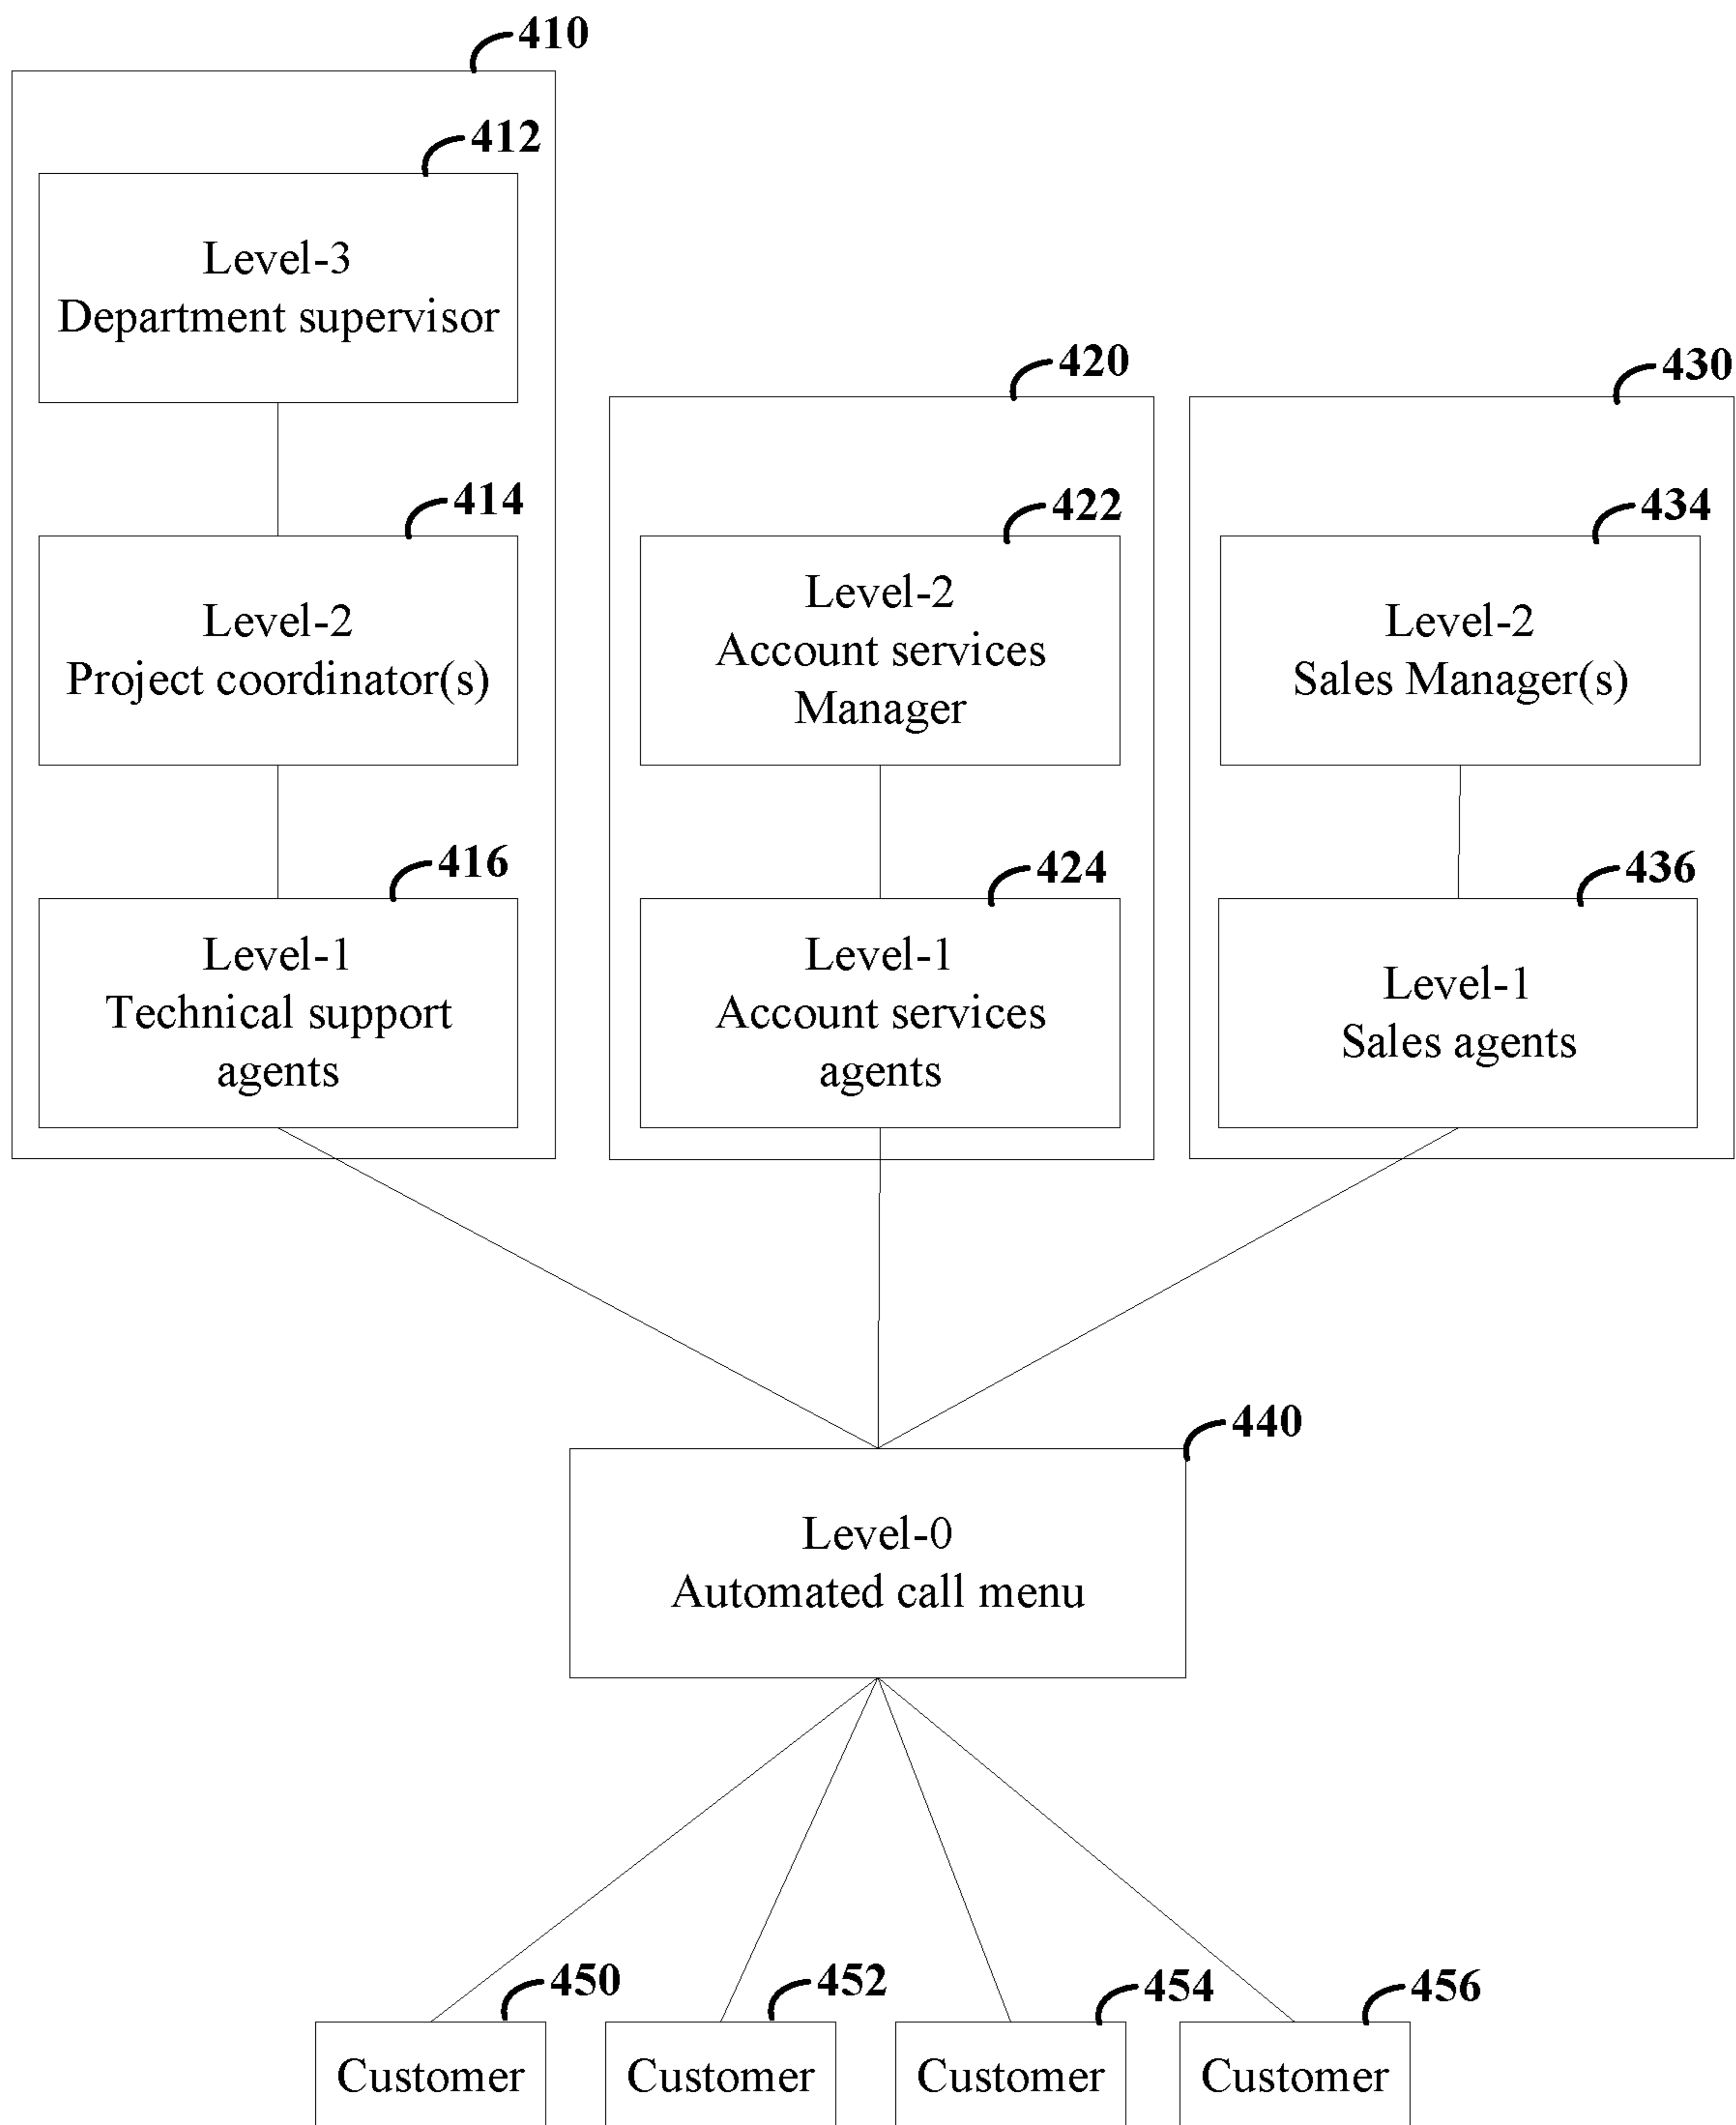 410
412
Level-3
Department supervisor
420
430
414
Level-2
Project coordinator(s)
422
Level-2
Account services
Manager
434
Level-2
Sales Manager(s)
416
Level-1
Technical support
agents
424
Level-1
Account services
agents
436
Level-1
Sales agents
440
Level-0
Automated call menu
450
452
454
456
Customer
Customer
Customer
Customer